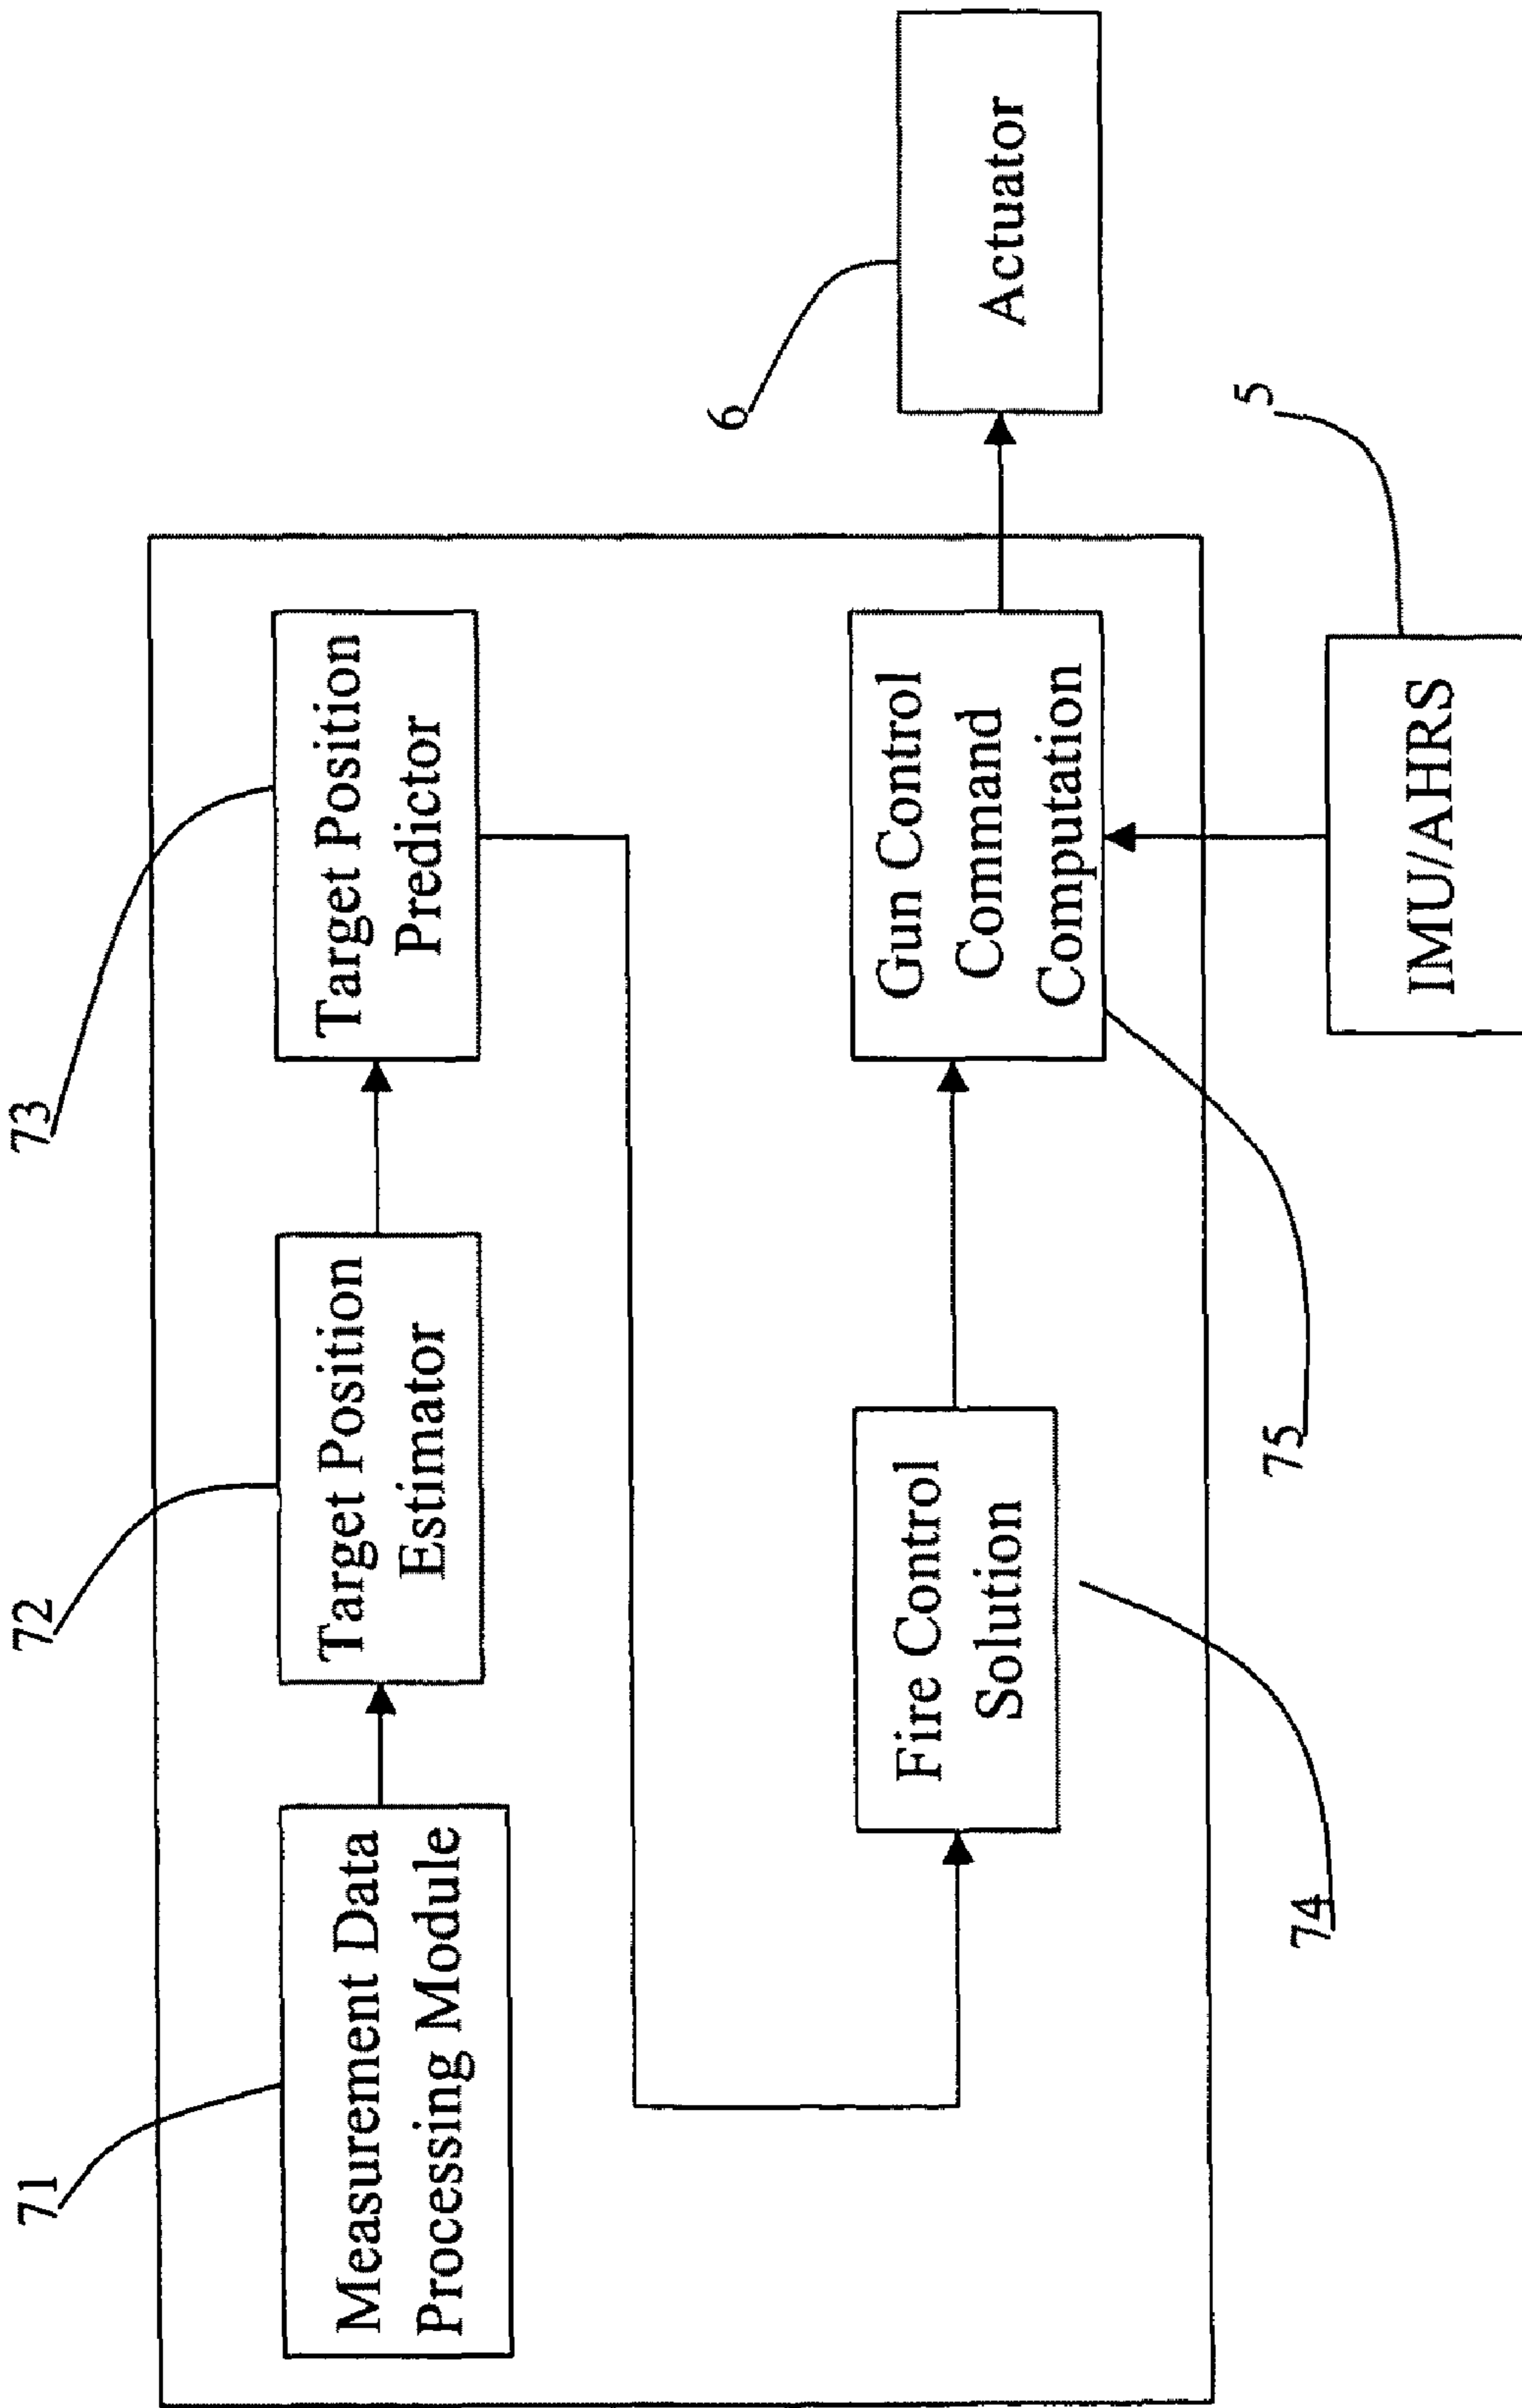 71
Measurement Data
Processing Module
72
Target Position
Estimator
73
Target Position
Predictor
74
Fire Control
Solution
75
Gun Control
Command
Computation
6
Actuator
5
IMU/AHRS